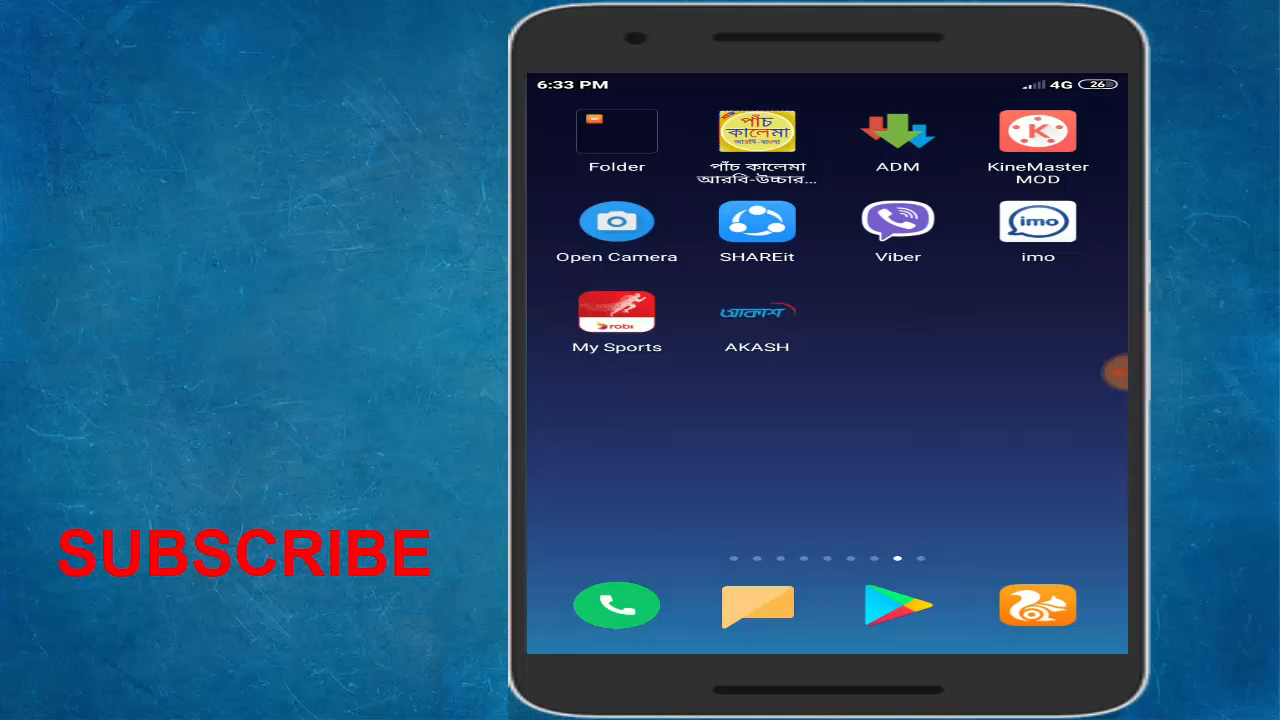 6:33 PM
4G 26
পাঁচ
কালেমা
আরবি-বাংলা
K
imo
Folder
পাঁচ কালেমা
আরবি-উচ্চার...
ADM
KineMaster
MOD
Open Camera
SHAREit
Viber
imo
robi
আকাশ
My Sports
AKASH
SUBSCRIBE